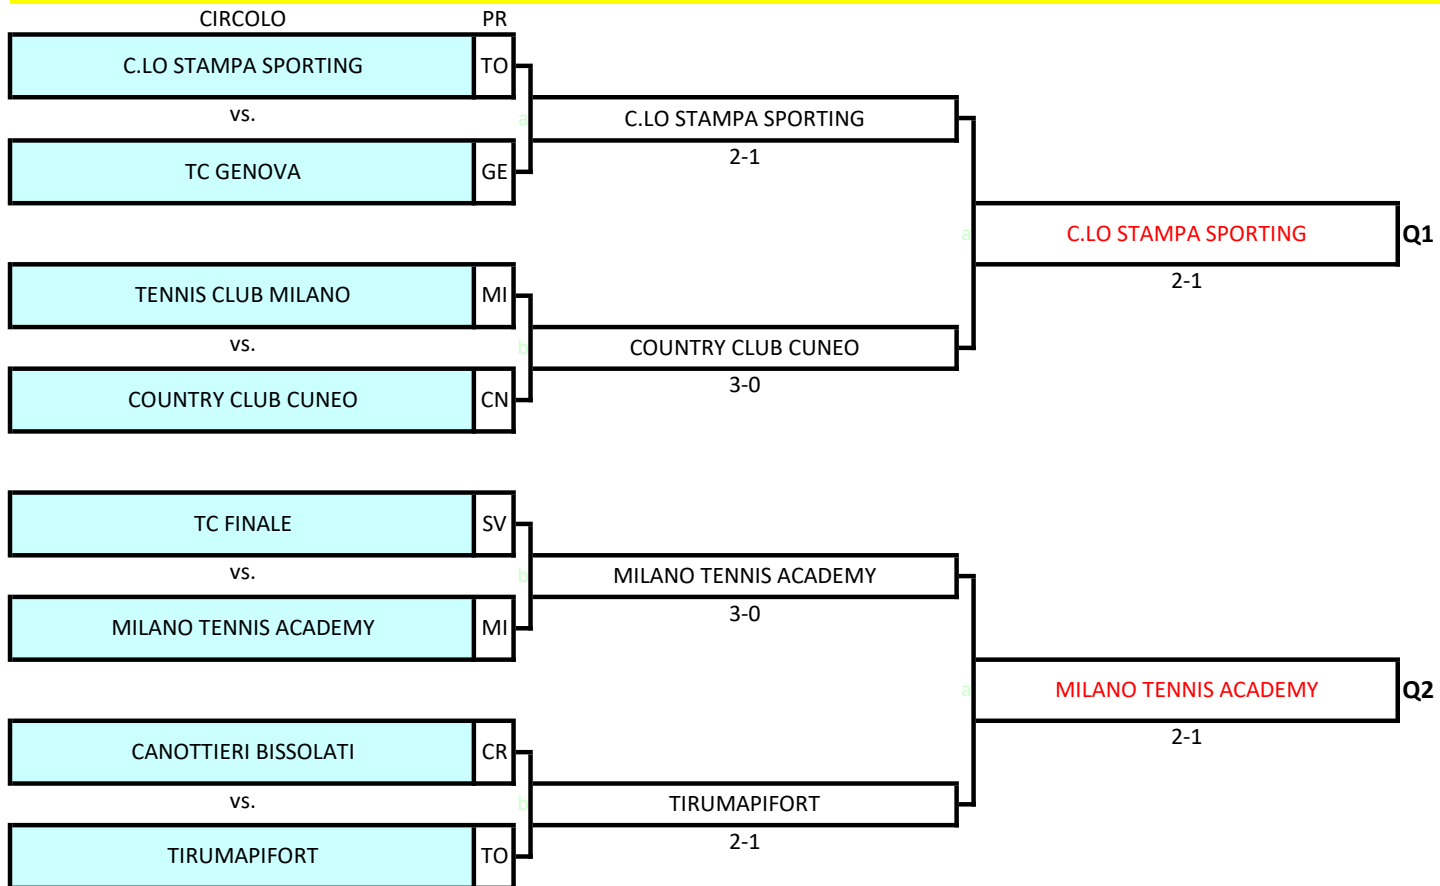 CIRCOLO PR
C.LO STAMPA SPORTING TO
vs.
TC GENOVA GE
a
C.LO STAMPA SPORTING
2-1
TENNIS CLUB MILANO MI
vs.
COUNTRY CLUB CUNEO CN
b
COUNTRY CLUB CUNEO
3-0
a
C.LO STAMPA SPORTING Q1
2-1
TC FINALE SV
vs.
MILANO TENNIS ACADEMY MI
b
MILANO TENNIS ACADEMY
3-0
CANOTTIERI BISSOLATI CR
vs.
TIRUMAPIFORT TO
b
TIRUMAPIFORT
2-1
a
MILANO TENNIS ACADEMY Q2
2-1